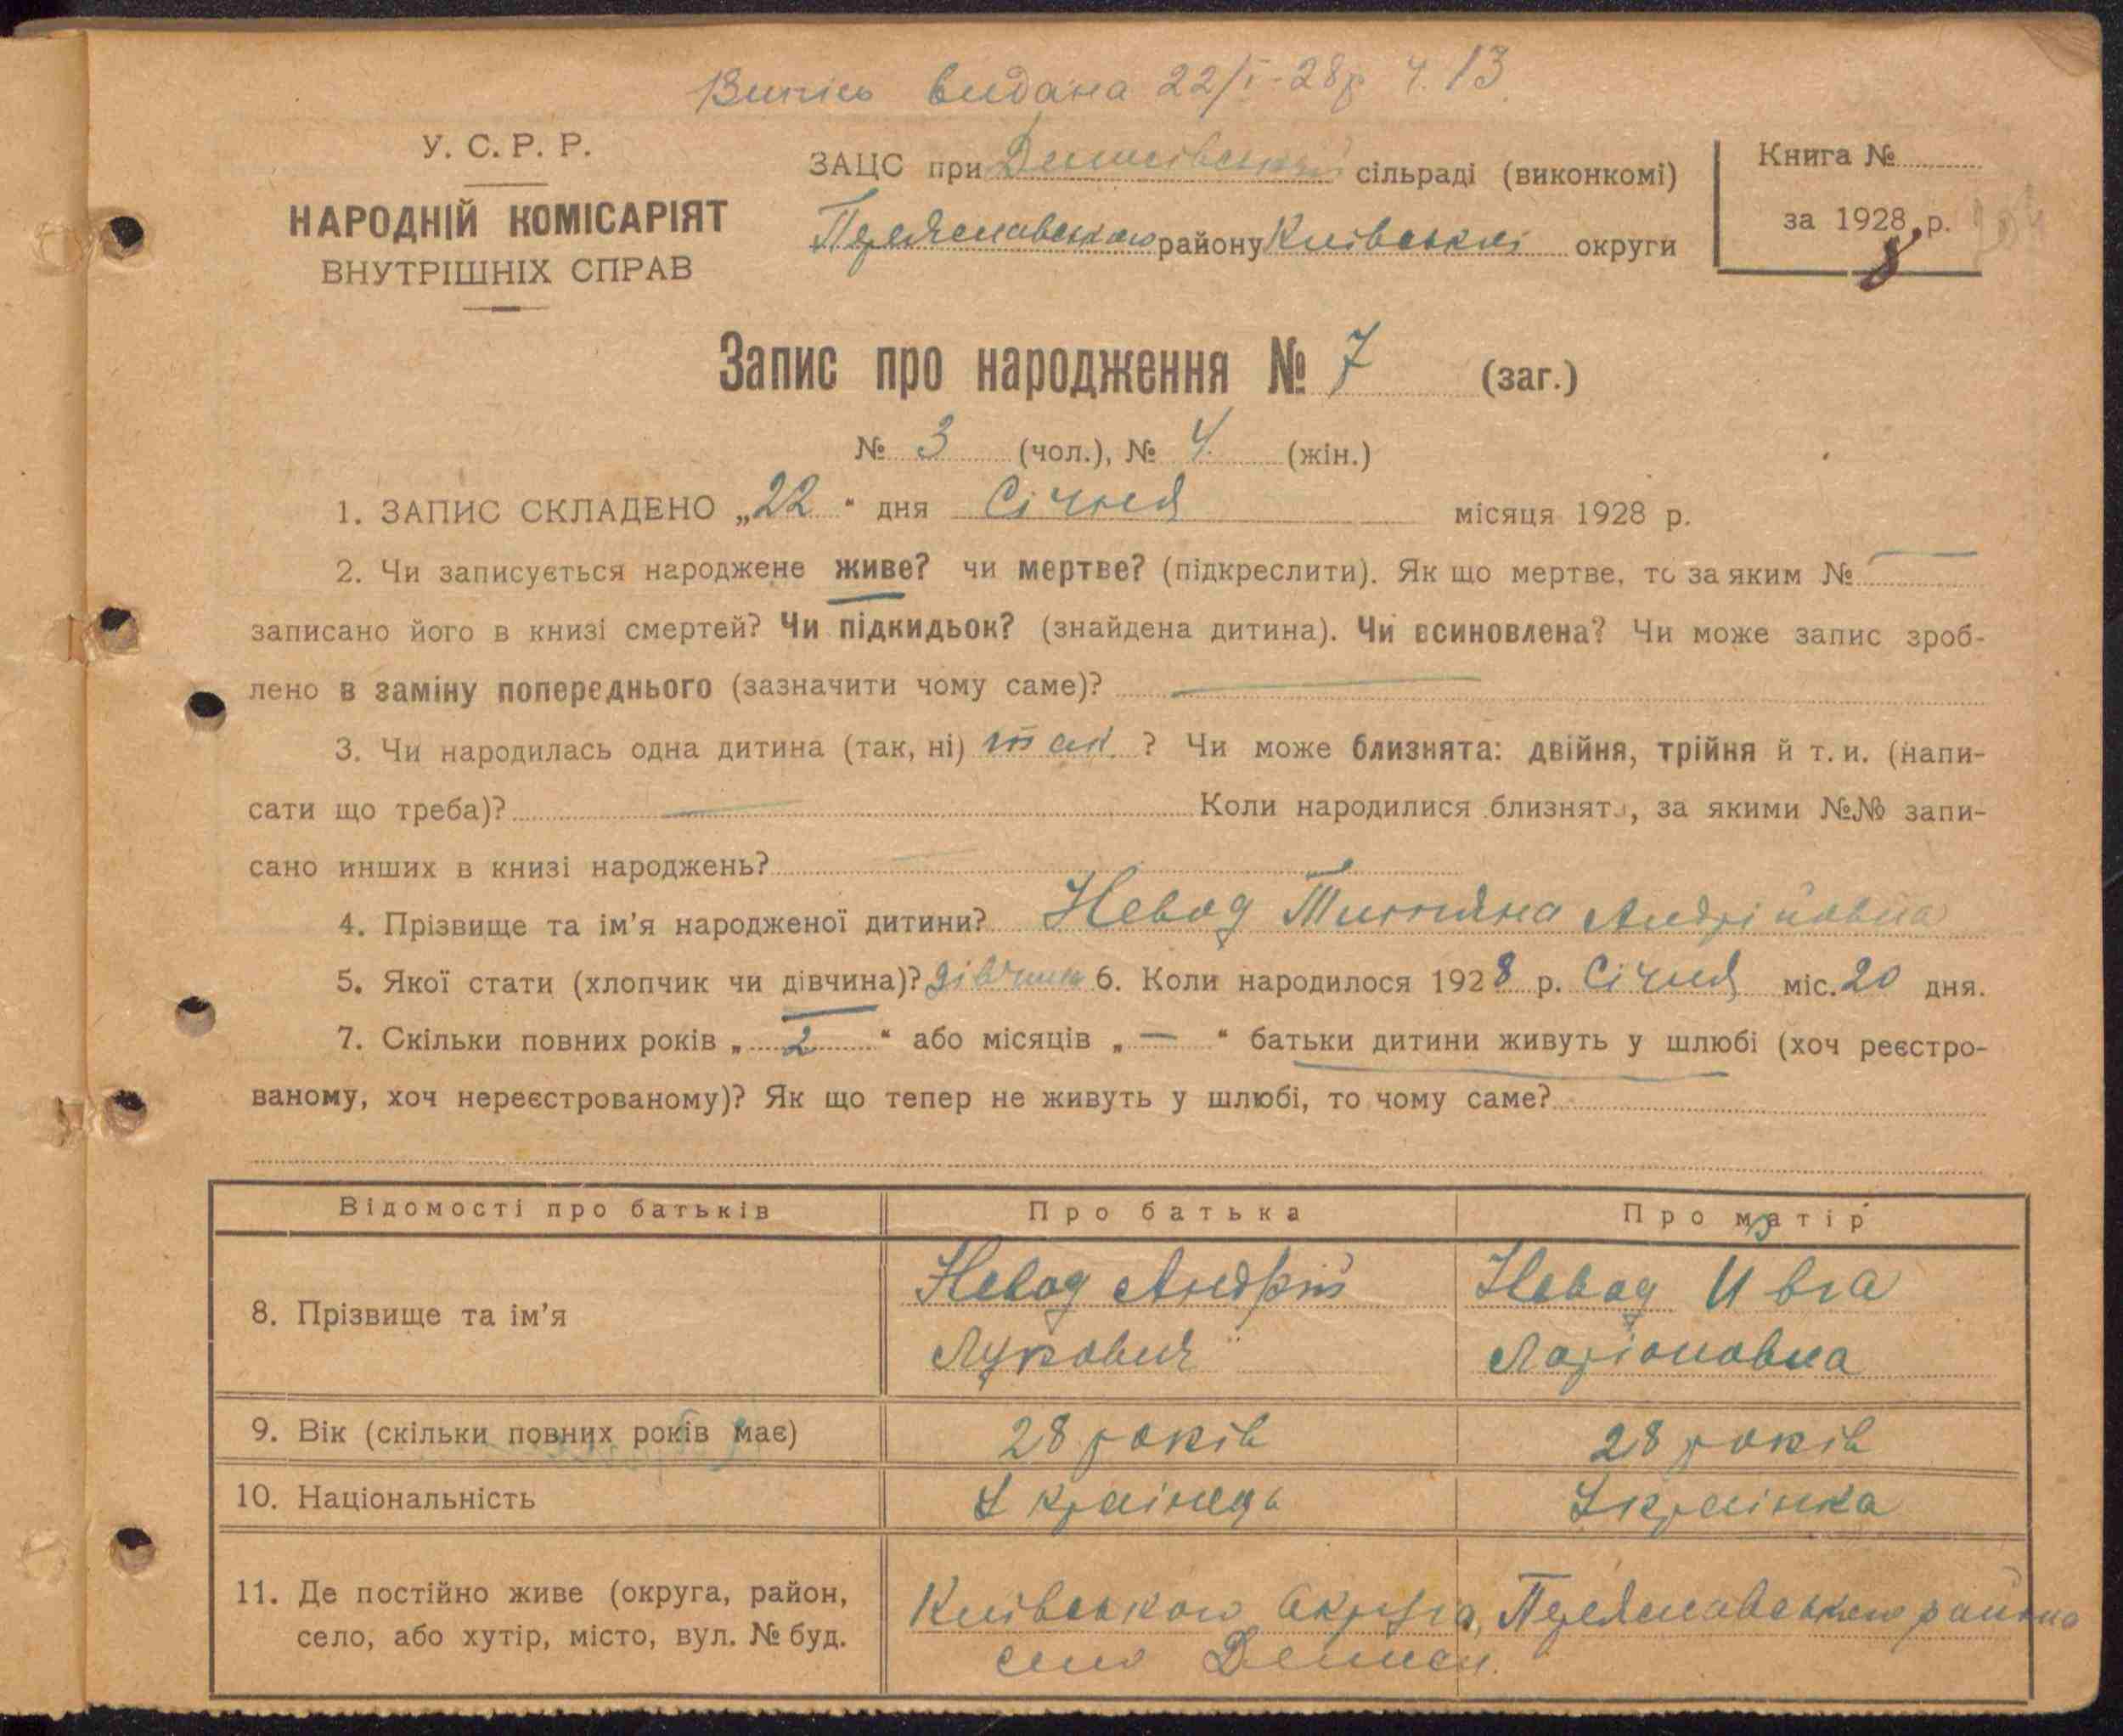 Випись видана 22/I-28р ч. 13
У. С. Р. Р.
НАРОДНІЙ КОМІСАРІЯТ
ВНУТРІШНІХ СПРАВ
ЗАЦС при Денисівській сільраді (виконкомі)
Переяславського району Київської округи
Книга №
за 1928 р.
8
Запис про народження № 7 (заг.)
№ 3 (чол.), № 4 (жін.)
1. ЗАПИС СКЛАДЕНО „22“ дня Січня місяця 1928 р.
2. Чи записується народжене живе? чи мертве? (підкреслити). Як що мертве, то за яким № —
записано його в книзі смертей? Чи підкидьок? (знайдена дитина). Чи всиновлена? Чи може запис зроб-
лено в заміну попереднього (зазначити чому саме)? —
3. Чи народилась одна дитина (так, ні) так ? Чи може близнята: двійня, трійня й т. и. (напи-
сати що треба)? — Коли народилися близнята, за якими №№ запи-
сано инших в книзі народжень?
4. Прізвище та ім'я народженої дитини? Невод Титяна Андрійовна
5. Якої стати (хлопчик чи дівчина)? дівчина 6. Коли народилося 1928 р. Січня міс. 20 дня.
7. Скільки повних років „2“ або місяців „—“ батьки дитини живуть у шлюбі (хоч реєстро-
ваному, хоч нереєстрованому)? Як що тепер не живуть у шлюбі, то чому саме?
Відомості про батьків Про батька Про матір
8. Прізвище та ім'я Невод Андрій Невод Ивга
Лукович Ларіоновна
9. Вік (скільки повних років має) 28 років 28 років
10. Національність Українець Українка
11. Де постійно живе (округа, район, Київського Округа, Переяславського району
село, або хутір, місто, вул. № буд. село Дениси.